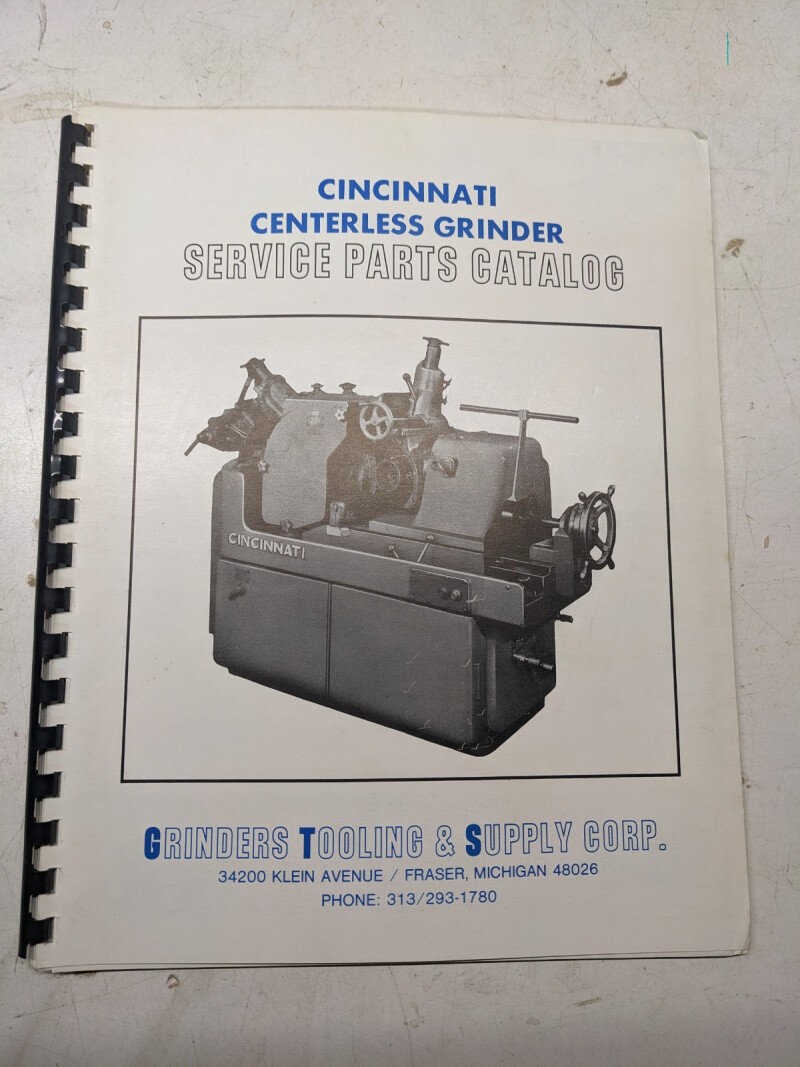 CINCINNATI
CENTERLESS GRINDER
SERVICE PARTS CATALOG
CINCINNATI
GRINDERS TOOLING & SUPPLY CORP.
34200 KLEIN AVENUE / FRASER, MICHIGAN 48026
PHONE: 313/293-1780